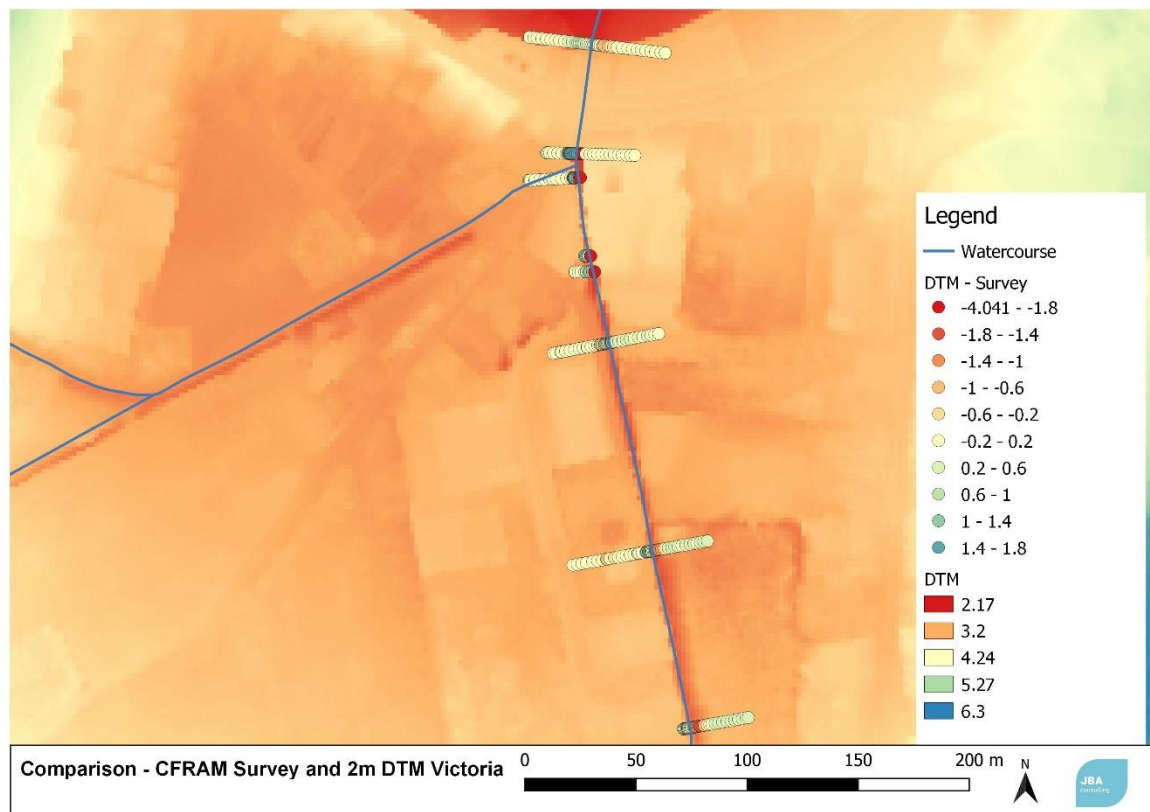 Legend
Watercourse
DTM - Survey
-4.041 - -1.8
-1.8 - -1.4
-1.4 - -1
-1 - -0.6
-0.6 - -0.2
-0.2 - 0.2
0.2 - 0.6
0.6 - 1
1 - 1.4
1.4 - 1.8
DTM
2.17
3.2
4.24
5.27
6.3
Comparison - CFRAM Survey and 2m DTM Victoria
0 50 100 150 200 m
N
JBA
consulting